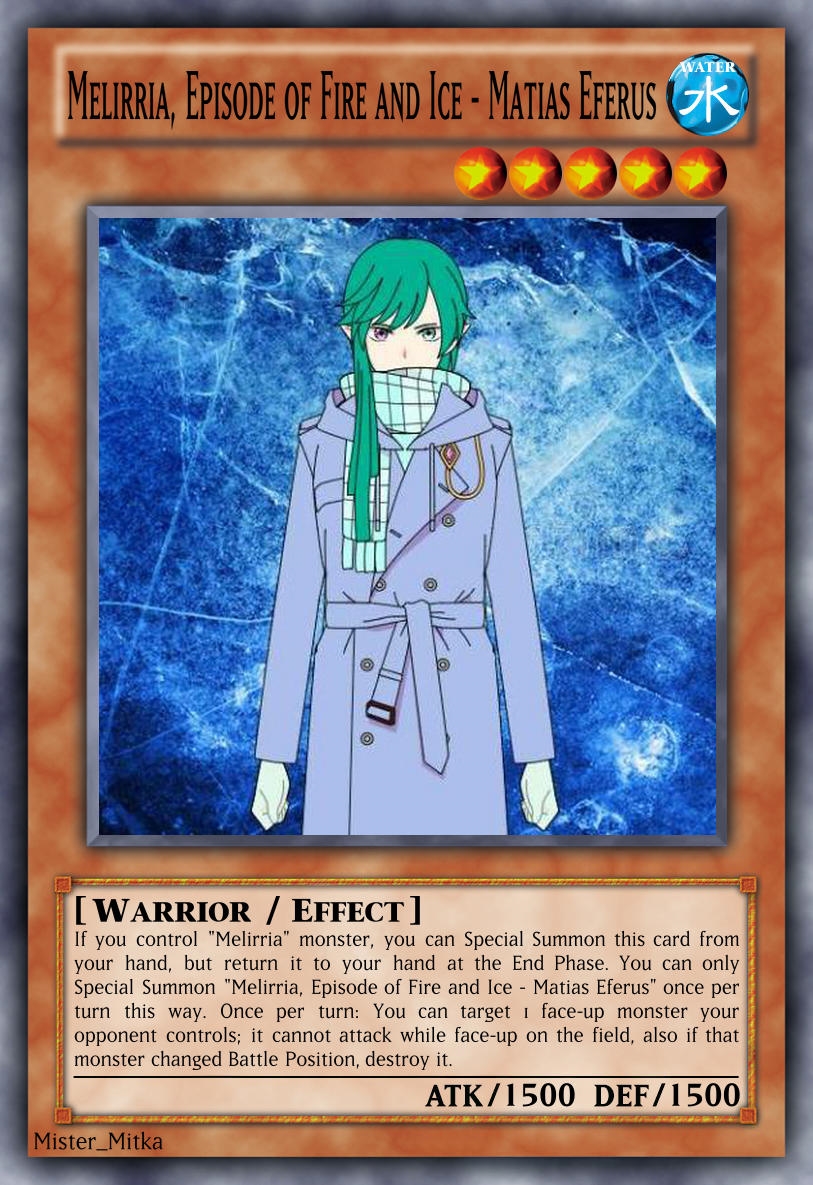 Melirria, Episode of Fire and Ice - Matias Eferus
WATER
水
[ Warrior / Effect ]
If you control "Melirria" monster, you can Special Summon this card from
your hand, but return it to your hand at the End Phase. You can only
Special Summon "Melirria, Episode of Fire and Ice - Matias Eferus" once per
turn this way. Once per turn: You can target 1 face-up monster your
opponent controls; it cannot attack while face-up on the field, also if that
monster changed Battle Position, destroy it.
ATK/1500 DEF/1500
Mister_Mitka